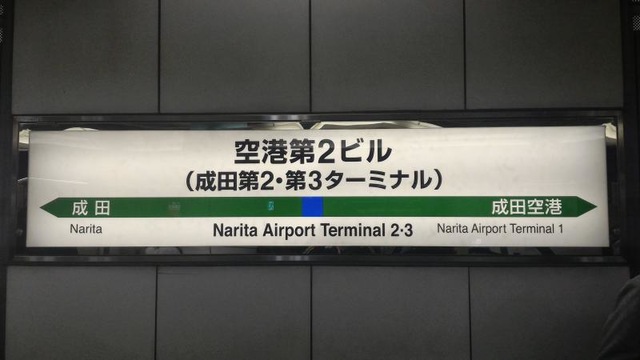 空港第2ビル
（成田第2・第3ターミナル）
成田
成田空港
Narita
Narita Airport Terminal 2·3
Narita Airport Terminal 1